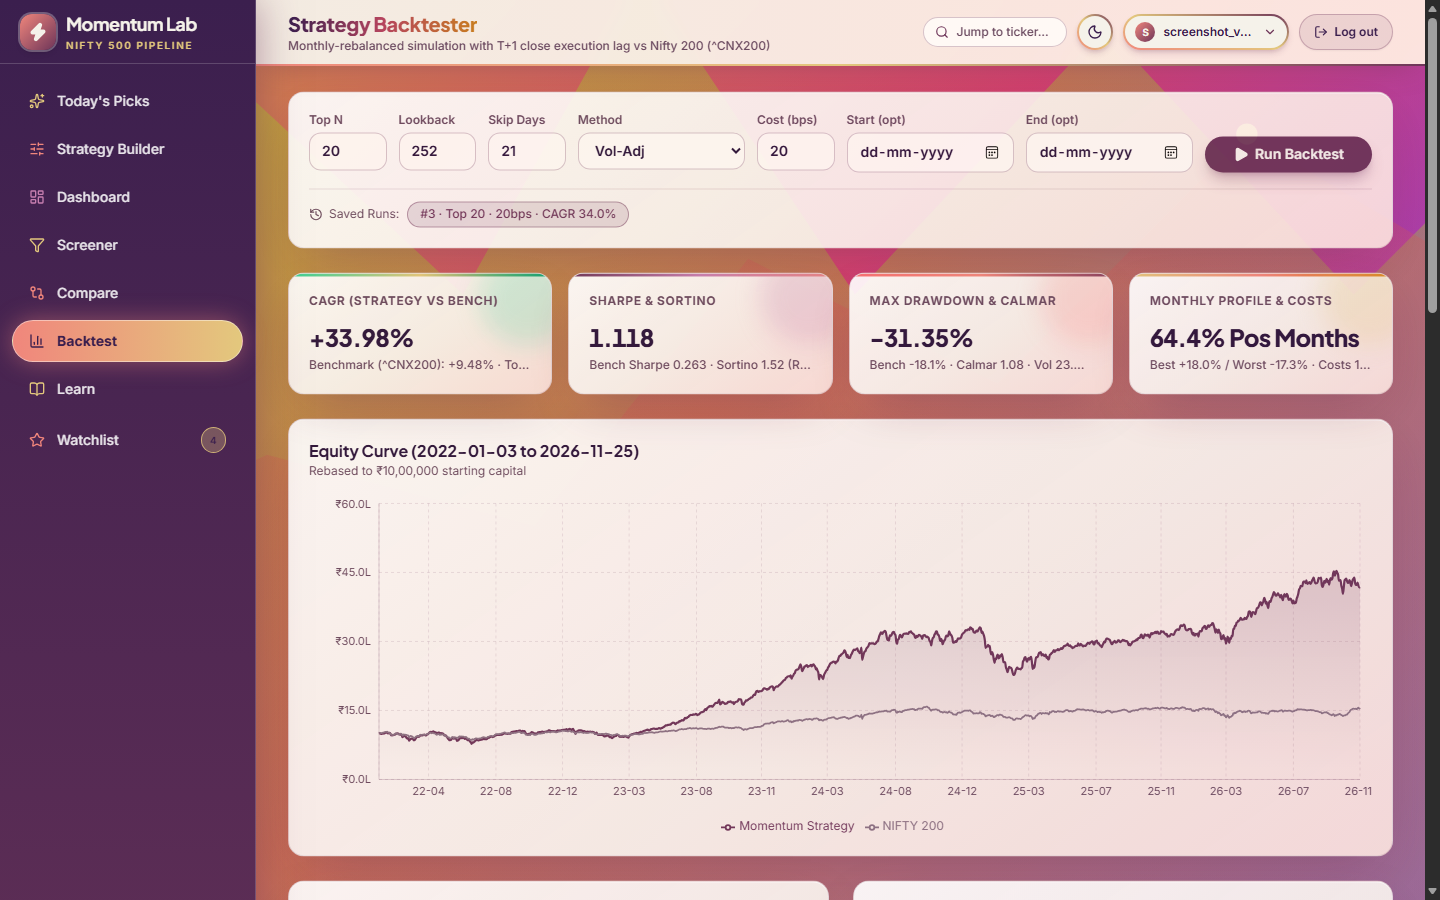 Momentum Lab
NIFTY 500 PIPELINE
Today's Picks
Strategy Builder
Dashboard
Screener
Compare
Backtest
Learn
Watchlist 4
Strategy Backtester
Monthly-rebalanced simulation with T+1 close execution lag vs Nifty 200 (^CNX200)
Jump to ticker...
S screenshot_v...
Log out
Top N Lookback Skip Days Method Cost (bps) Start (opt) End (opt)
20 252 21 Vol-Adj 20 dd-mm-yyyy dd-mm-yyyy Run Backtest
Saved Runs: #3 · Top 20 · 20bps · CAGR 34.0%
CAGR (STRATEGY VS BENCH)
+33.98%
Benchmark (^CNX200): +9.48% · To...
SHARPE & SORTINO
1.118
Bench Sharpe 0.263 · Sortino 1.52 (R...
MAX DRAWDOWN & CALMAR
-31.35%
Bench -18.1% · Calmar 1.08 · Vol 23....
MONTHLY PROFILE & COSTS
64.4% Pos Months
Best +18.0% / Worst -17.3% · Costs 1...
Equity Curve (2022-01-03 to 2026-11-25)
Rebased to ₹10,00,000 starting capital
₹60.0L
₹45.0L
₹30.0L
₹15.0L
₹0.0L
22-04 22-08 22-12 23-03 23-08 23-11 24-03 24-08 24-12 25-03 25-07 25-11 26-03 26-07 26-11
Momentum Strategy NIFTY 200